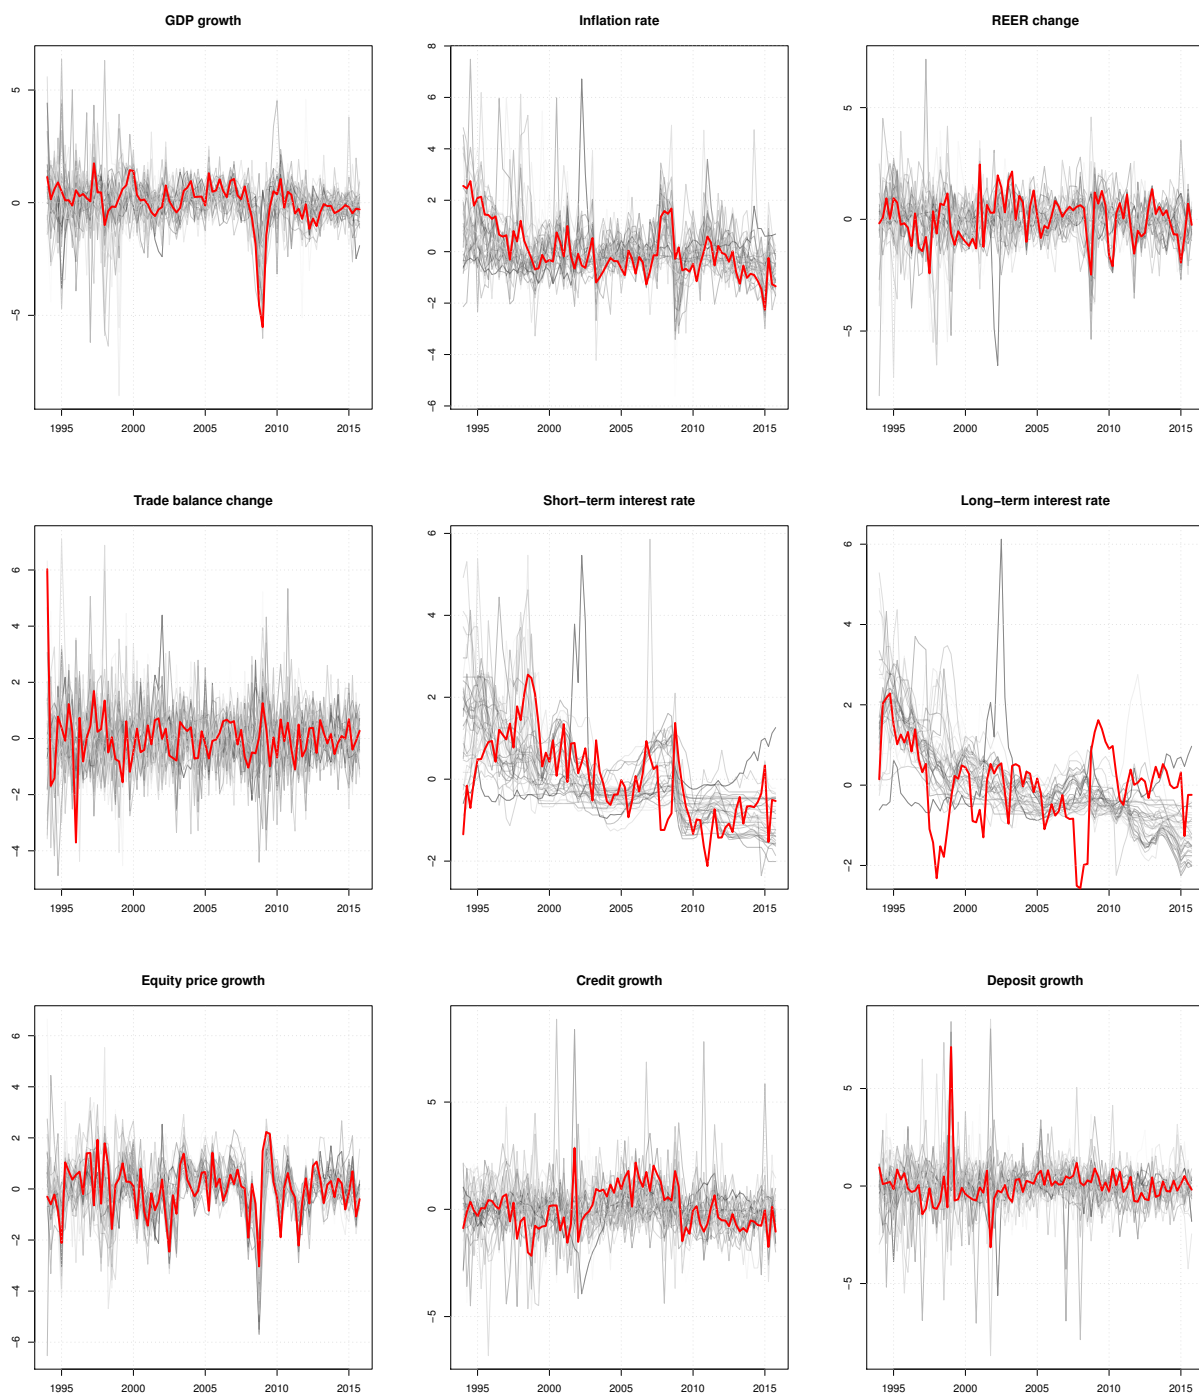 GDP growth
5
0
−5
1995 2000 2005 2010 2015
Inflation rate
8
6
4
2
0
−2
−4
−6
1995 2000 2005 2010 2015
REER change
5
0
−5
1995 2000 2005 2010 2015
Trade balance change
6
4
2
0
−2
−4
1995 2000 2005 2010 2015
Short−term interest rate
6
4
2
0
−2
1995 2000 2005 2010 2015
Long−term interest rate
6
4
2
0
−2
1995 2000 2005 2010 2015
Equity price growth
6
4
2
0
−2
−4
−6
1995 2000 2005 2010 2015
Credit growth
5
0
−5
1995 2000 2005 2010 2015
Deposit growth
5
0
−5
1995 2000 2005 2010 2015